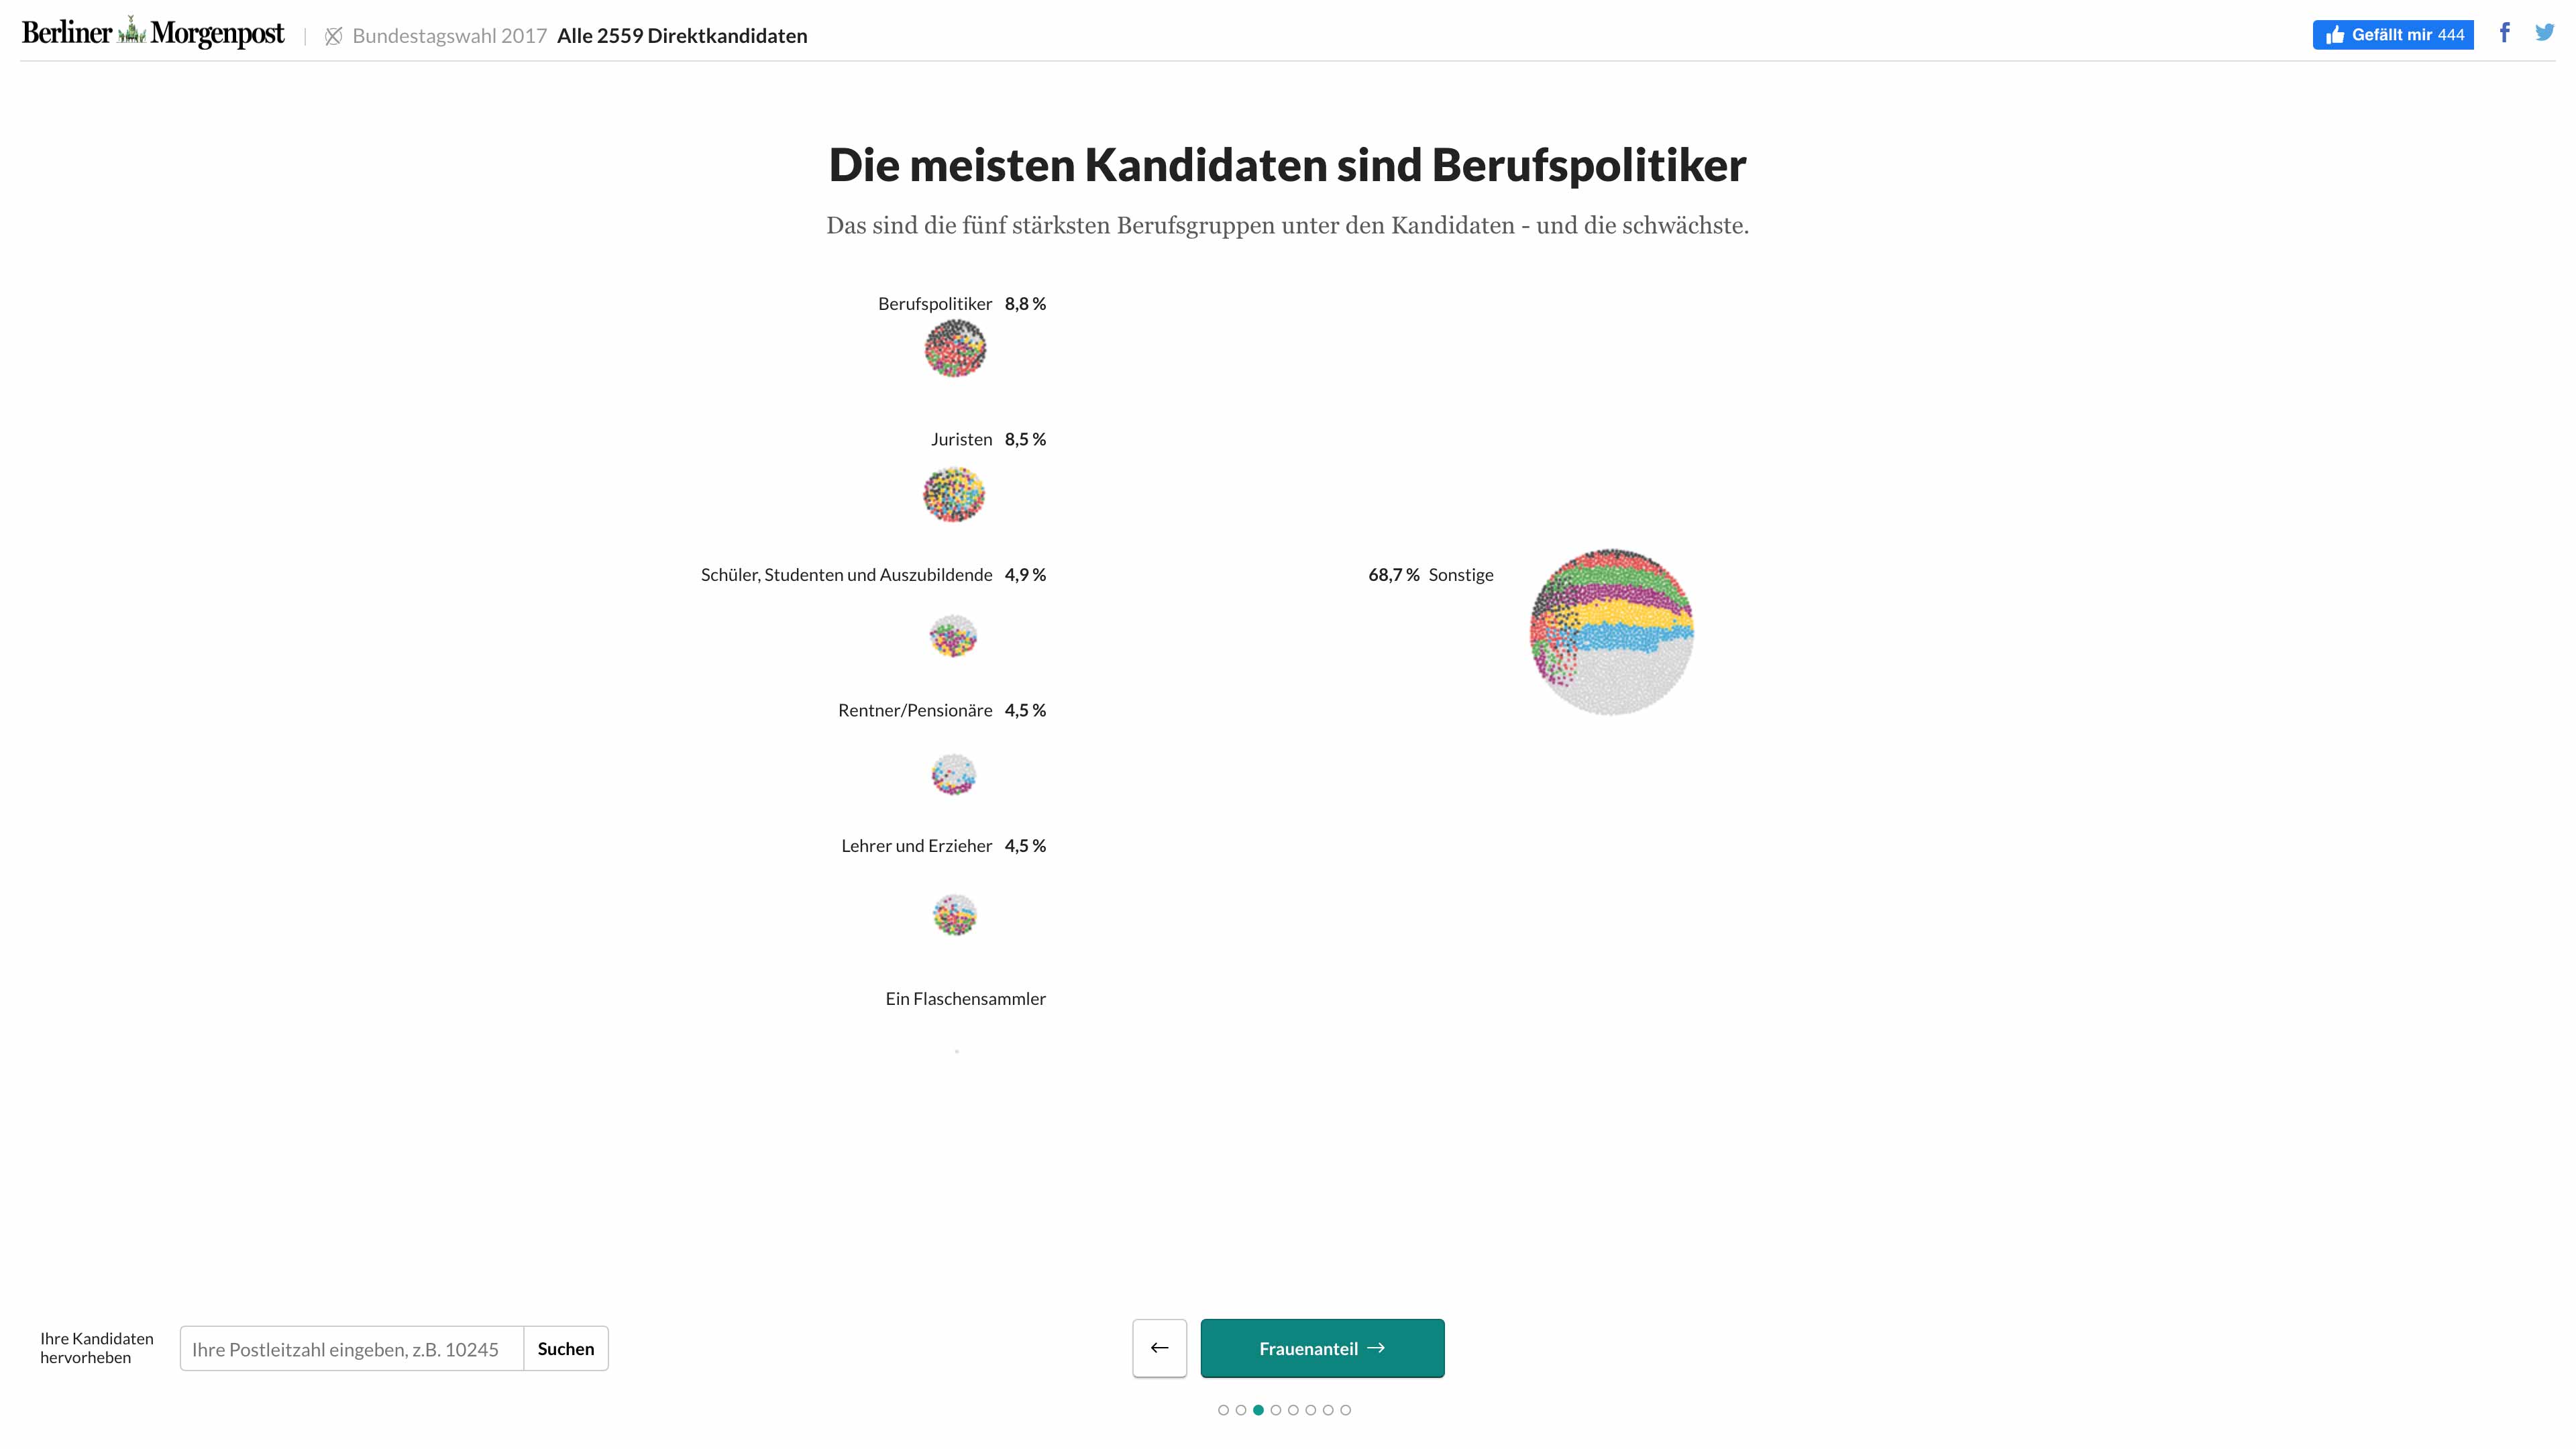 Berliner Morgenpost
Bundestagswahl 2017 Alle 2559 Direktkandidaten
Gefällt mir 444
Die meisten Kandidaten sind Berufspolitiker
Das sind die fünf stärksten Berufsgruppen unter den Kandidaten - und die schwächste.
Berufspolitiker 8,8 %
Juristen 8,5 %
Schüler, Studenten und Auszubildende 4,9 %
68,7 % Sonstige
Rentner/Pensionäre 4,5 %
Lehrer und Erzieher 4,5 %
Ein Flaschensammler
Ihre Kandidaten
hervorheben
Ihre Postleitzahl eingeben, z.B. 10245
Suchen
←
Frauenanteil →